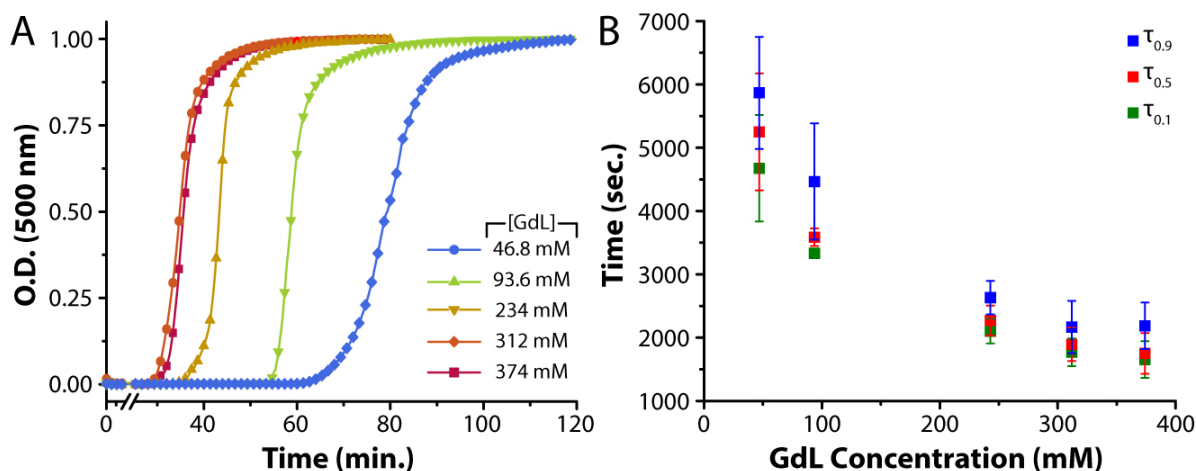 A
O.D. (500 nm)
1.00
0.75
0.50
0.25
0.00
0
40
60
80
100
120
Time (min.)
[GdL]
46.8 mM
93.6 mM
234 mM
312 mM
374 mM
B
Time (sec.)
7000
6000
5000
4000
3000
2000
1000
0
100
200
300
400
GdL Concentration (mM)
τ0.9
τ0.5
τ0.1